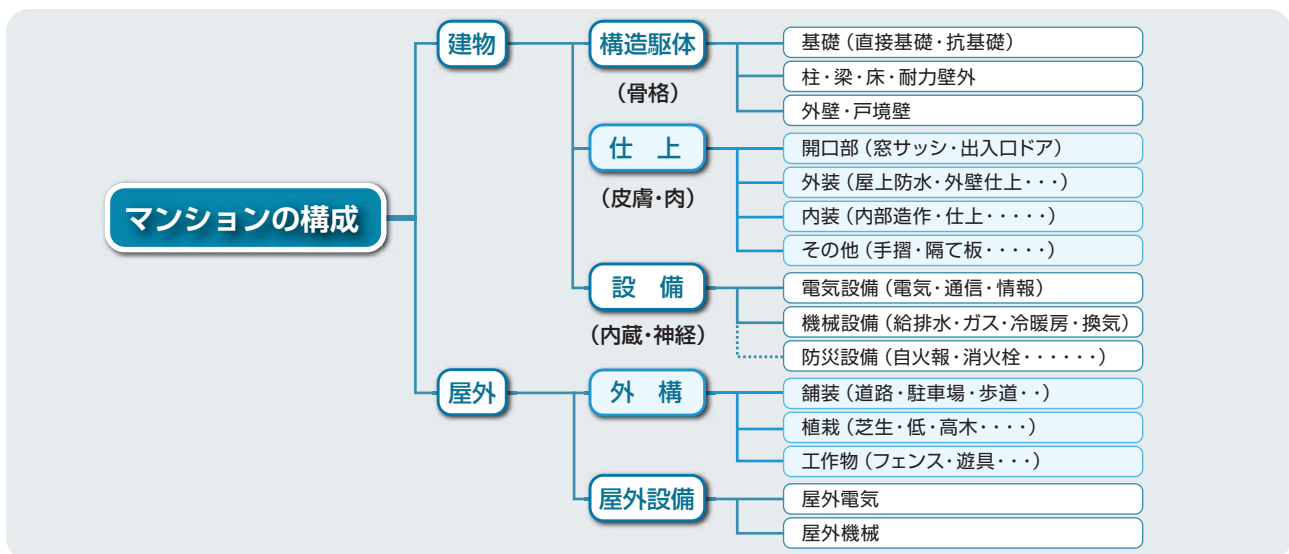 マンションの構成
建物
構造駆体
（骨格）
基礎（直接基礎・抗基礎）
柱・梁・床・耐力壁外
外壁・戸境壁
仕　上
（皮膚・肉）
開口部（窓サッシ・出入口ドア）
外装（屋上防水・外壁仕上・・・）
内装（内部造作・仕上・・・・・）
その他（手摺・隔て板・・・・・）
設　備
（内蔵・神経）
電気設備（電気・通信・情報）
機械設備（給排水・ガス・冷暖房・換気）
防災設備（自火報・消火栓・・・・・・）
屋外
外　構
舗装（道路・駐車場・歩道・・）
植栽（芝生・低・高木・・・・）
工作物（フェンス・遊具・・・）
屋外設備
屋外電気
屋外機械